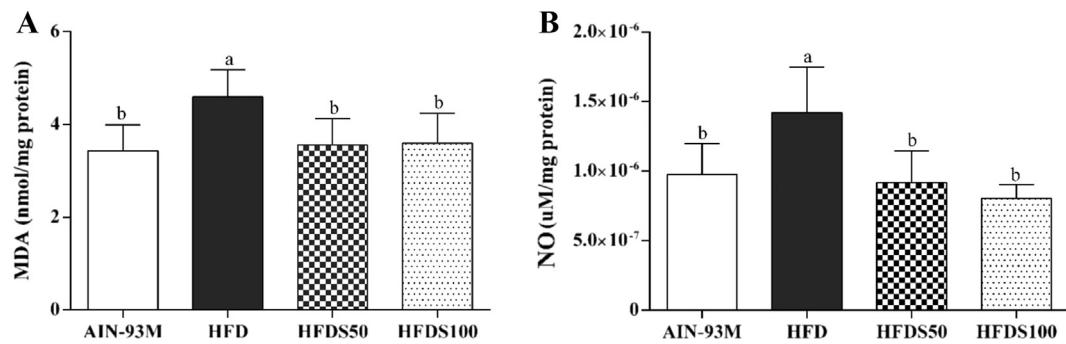 A
MDA (nmol/mg protein)
6
4
2
0
b
a
b
b
AIN-93M HFD HFDS50 HFDS100
B
NO (uM/mg protein)
2.0×10⁻⁶
1.5×10⁻⁶
1.0×10⁻⁶
5.0×10⁻⁷
0
b
a
b
b
AIN-93M HFD HFDS50 HFDS100